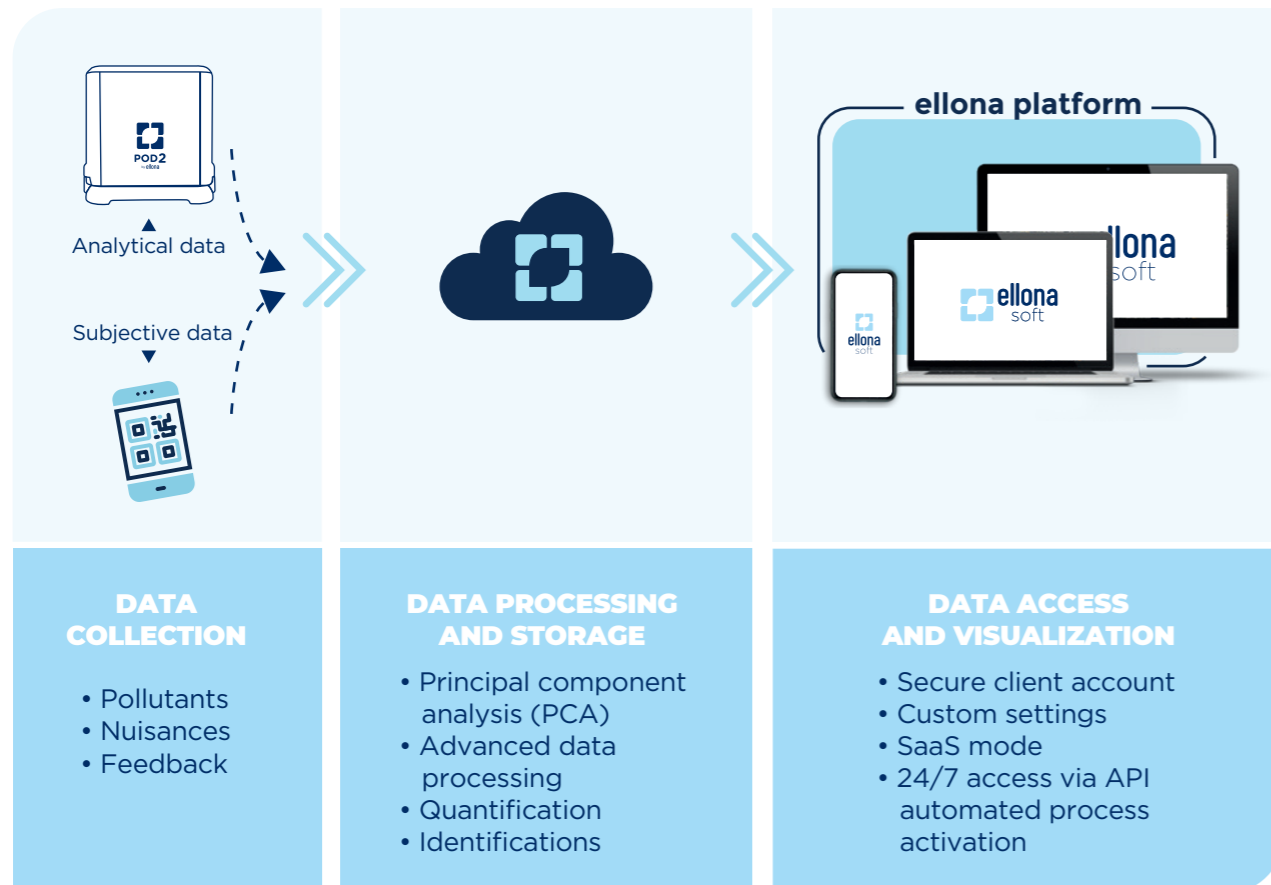 POD2
by ellona
Analytical data
Subjective data
ellona platform
llona
soft
ellona
soft
ellona
soft
DATA
COLLECTION
• Pollutants
• Nuisances
• Feedback
DATA PROCESSING
AND STORAGE
• Principal component
analysis (PCA)
• Advanced data
processing
• Quantification
• Identifications
DATA ACCESS
AND VISUALIZATION
• Secure client account
• Custom settings
• SaaS mode
• 24/7 access via API
automated process
activation